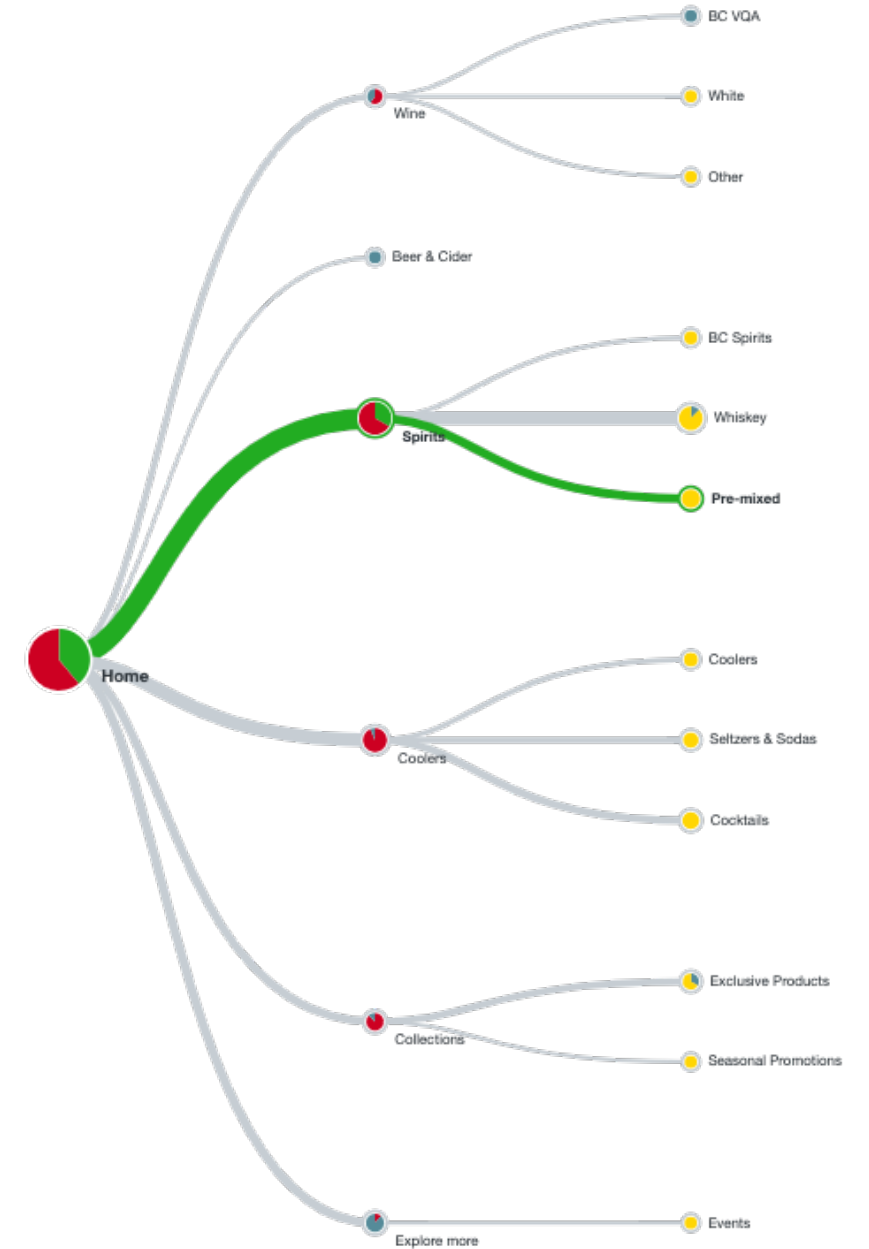 BC VQA
White
Wine
Other
Beer & Cider
BC Spirits
Whiskey
Spirits
Pre-mixed
Coolers
Home
Seltzers & Sodas
Coolers
Cocktails
Exclusive Products
Collections
Seasonal Promotions
Events
Explore more